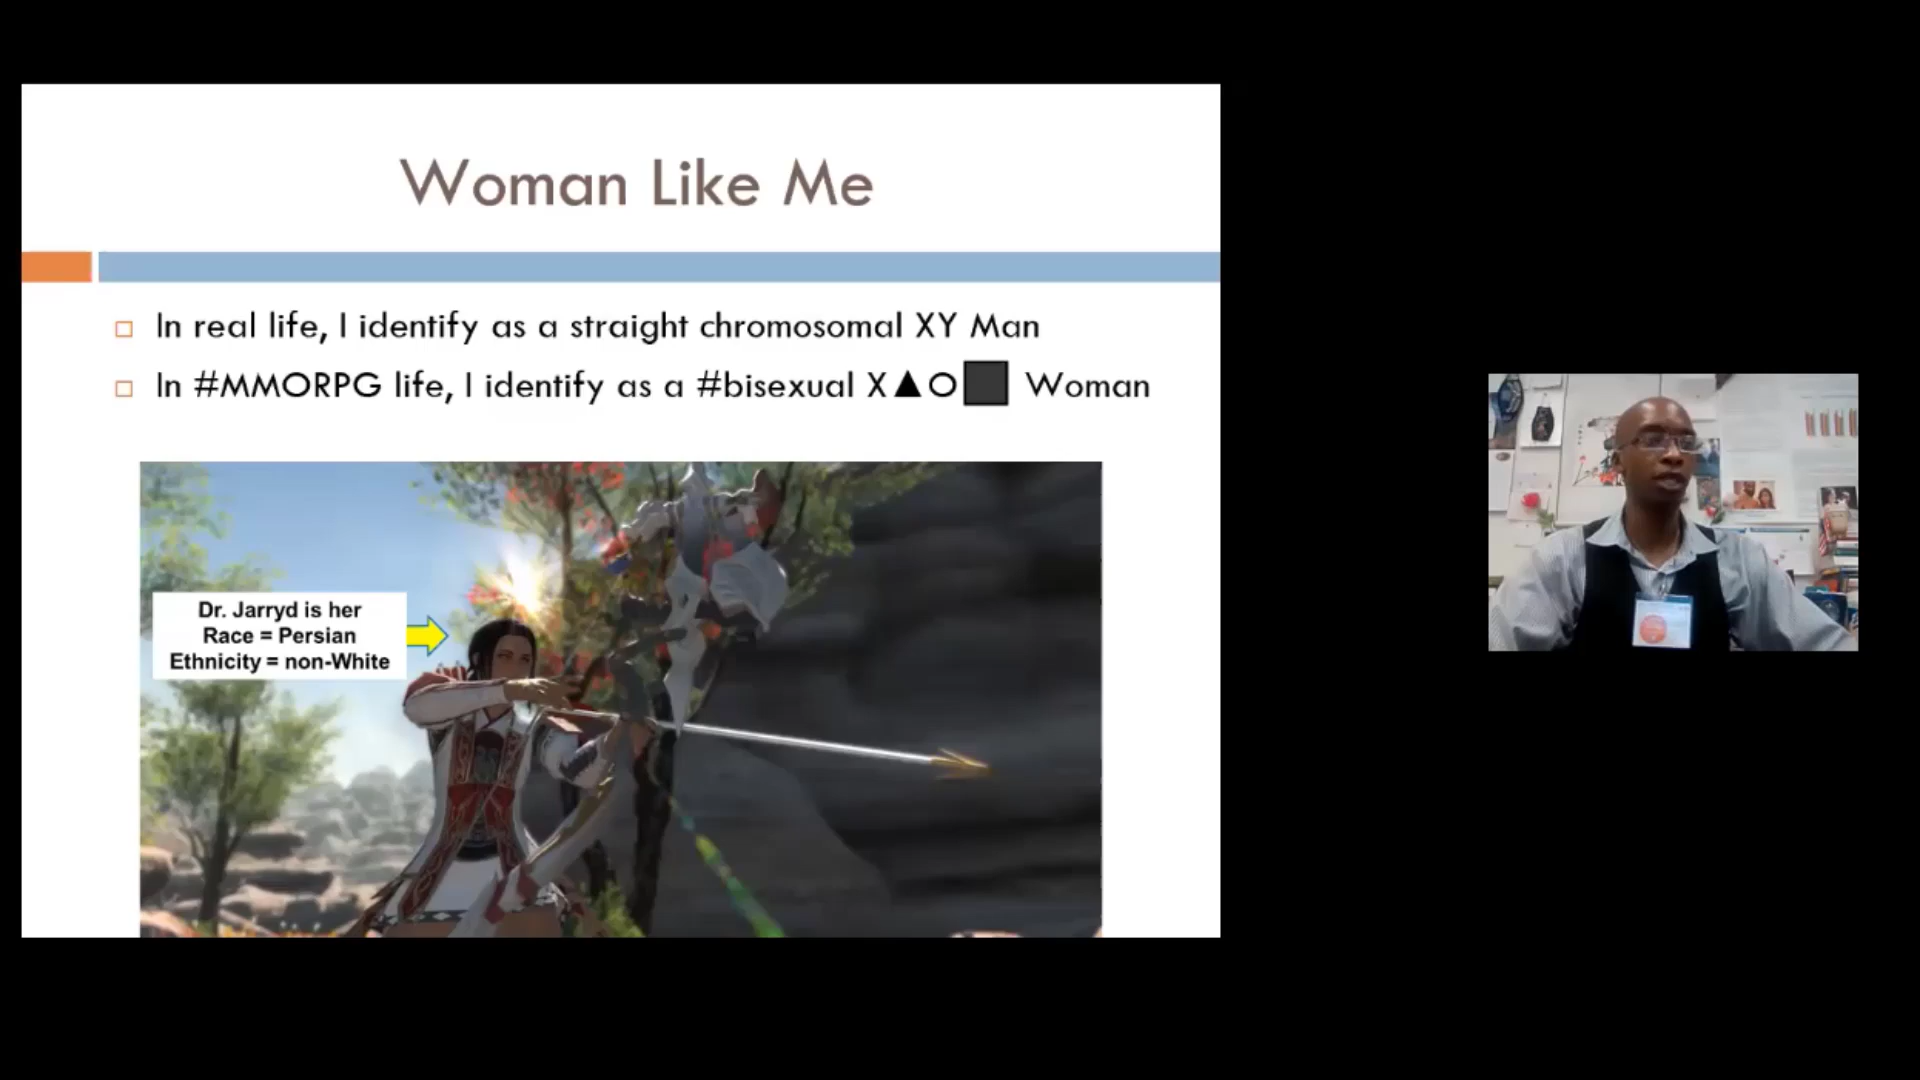 Woman Like Me
In real life, I identify as a straight chromosomal XY Man
In #MMORPG life, I identify as a #bisexual X▲O■ Woman
Dr. Jarryd is her
Race = Persian
Ethnicity = non-White